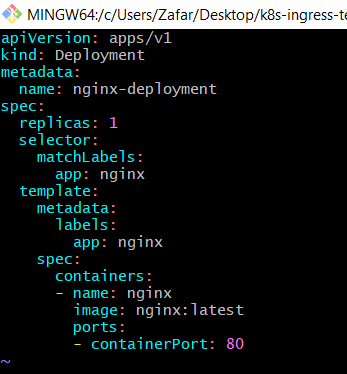 MINGW64:/c/Users/Zafar/Desktop/k8s-ingress-te
apiVersion: apps/v1
kind: Deployment
metadata:
  name: nginx-deployment
spec:
  replicas: 1
  selector:
    matchLabels:
      app: nginx
  template:
    metadata:
      labels:
        app: nginx
    spec:
      containers:
      - name: nginx
        image: nginx:latest
        ports:
        - containerPort: 80
~